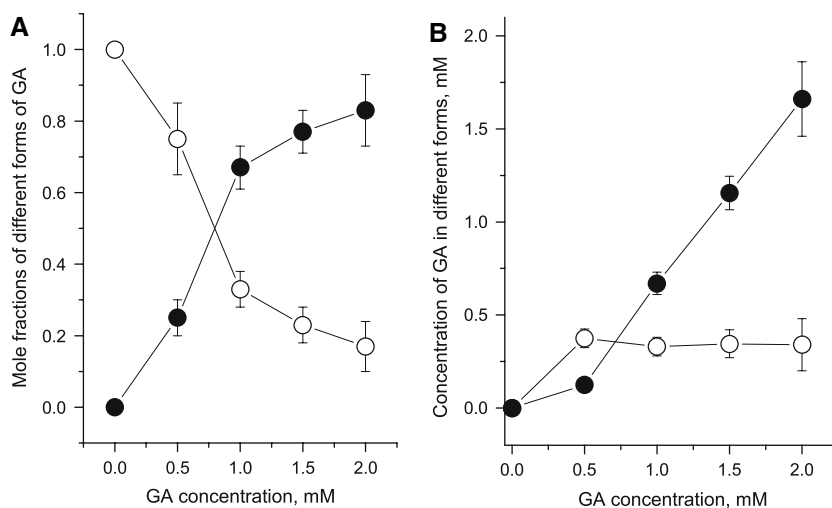 A
Mole fractions of different forms of GA
1.0
0.8
0.6
0.4
0.2
0.0
0.0 0.5 1.0 1.5 2.0
GA concentration, mM
B
Concentration of GA in different forms, mM
2.0
1.5
1.0
0.5
0.0
0.0 0.5 1.0 1.5 2.0
GA concentration, mM